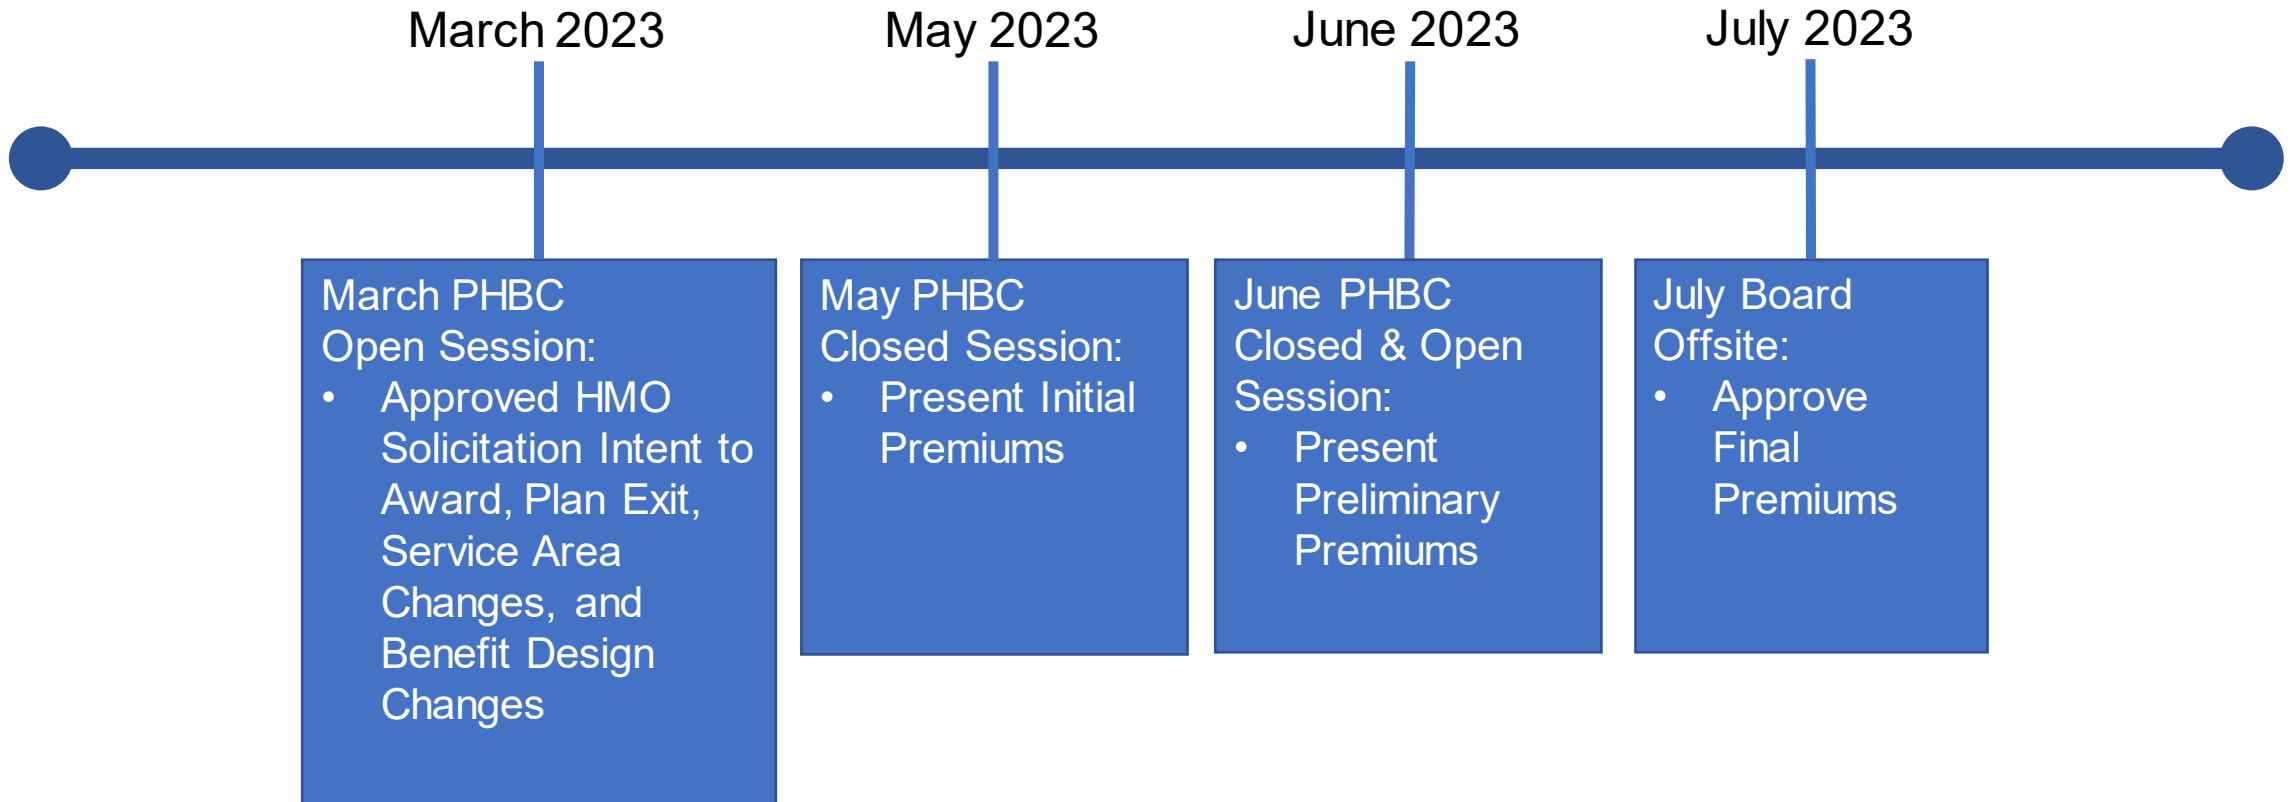 March 2023
May 2023
June 2023
July 2023
March PHBC
Open Session:
• Approved HMO
Solicitation Intent to
Award, Plan Exit,
Service Area
Changes, and
Benefit Design
Changes
May PHBC
Closed Session:
• Present Initial
Premiums
June PHBC
Closed & Open
Session:
• Present
Preliminary
Premiums
July Board
Offsite:
• Approve
Final
Premiums